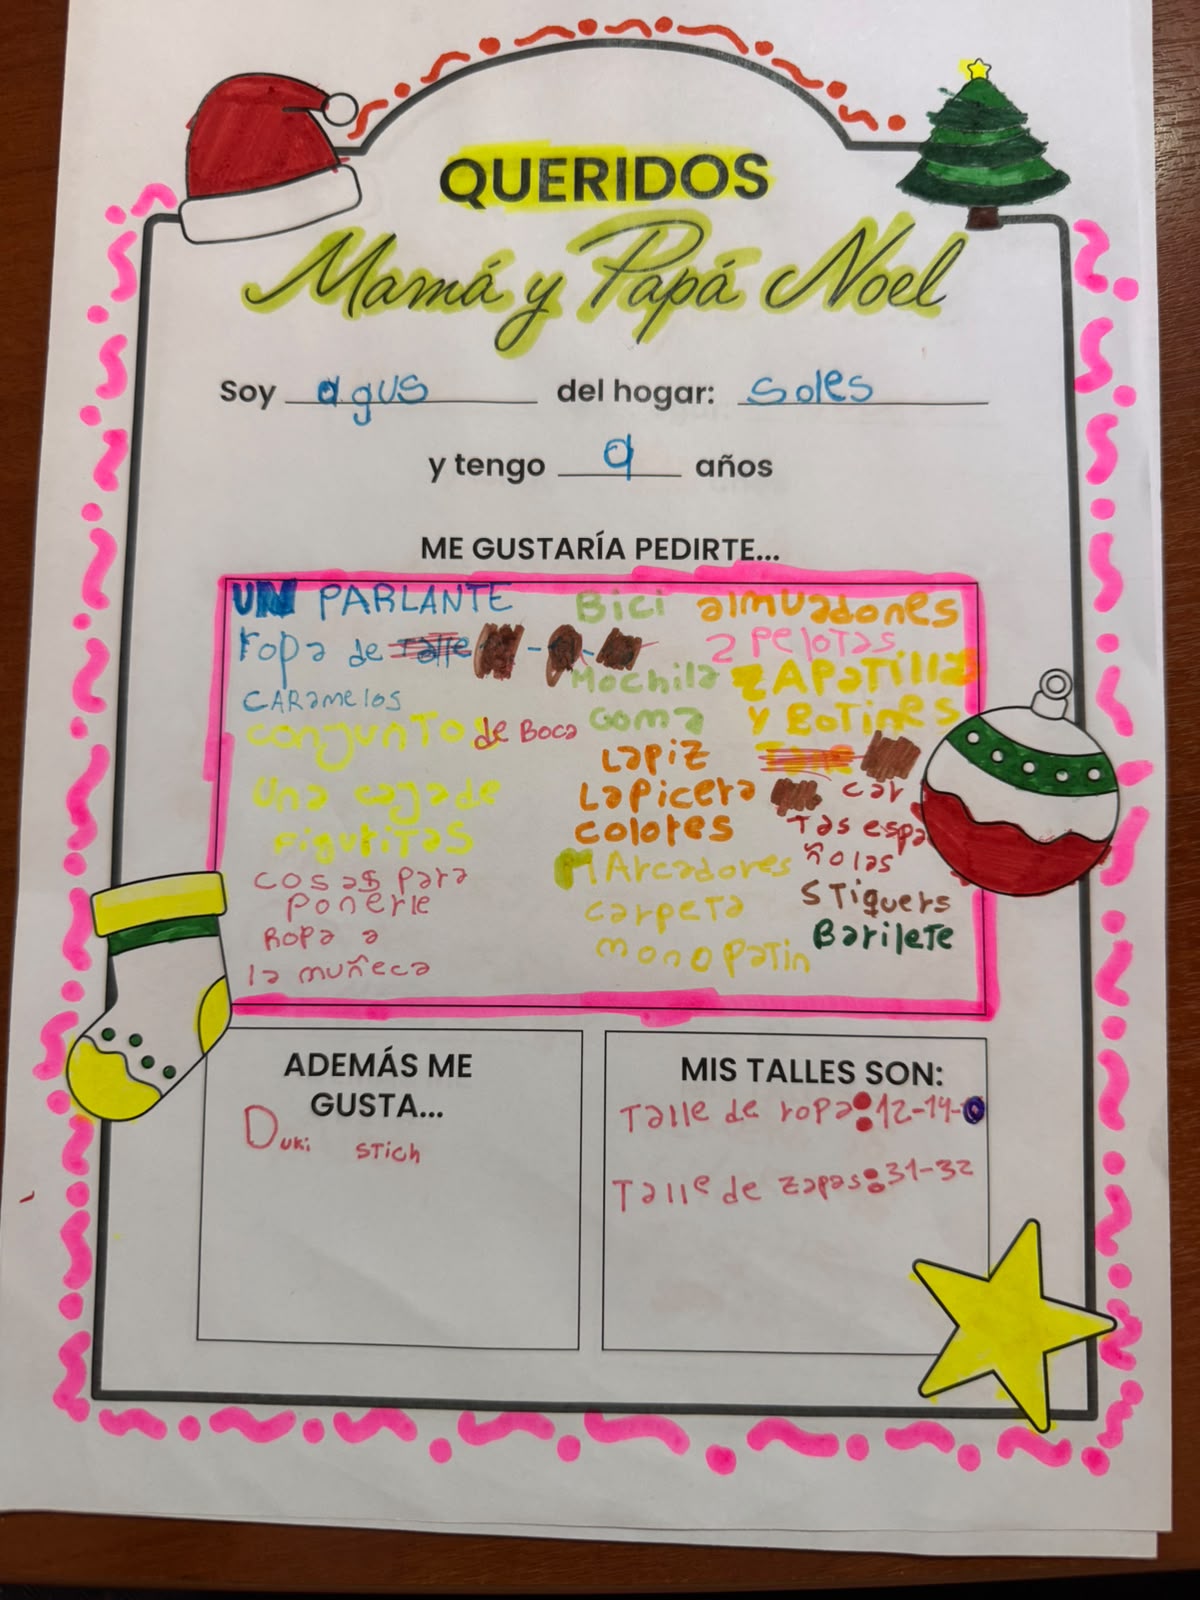 QUERIDOS
Mamá y Papá Noel
Soy agus del hogar: soles
y tengo 9 años
ME GUSTARÍA PEDIRTE...
UN PARLANTE
ropa de
CARamelos
conjunto de Boca
una caja de
figuritas
cosas para
ponerle
Ropa a
la muñeca
Bici
Mochila
Goma
Lapiz
Lapicera
colores
MArcadores
carpeta
monopatin
almuadones
2 Pelotas
ZAPatilla
y Botines
car
tas espa
ñolas
STiquers
Barilete
ADEMÁS ME
GUSTA...
Duki stich
MIS TALLES SON:
Talle de ropa: 12-14-
Talle de zapas: 31-32